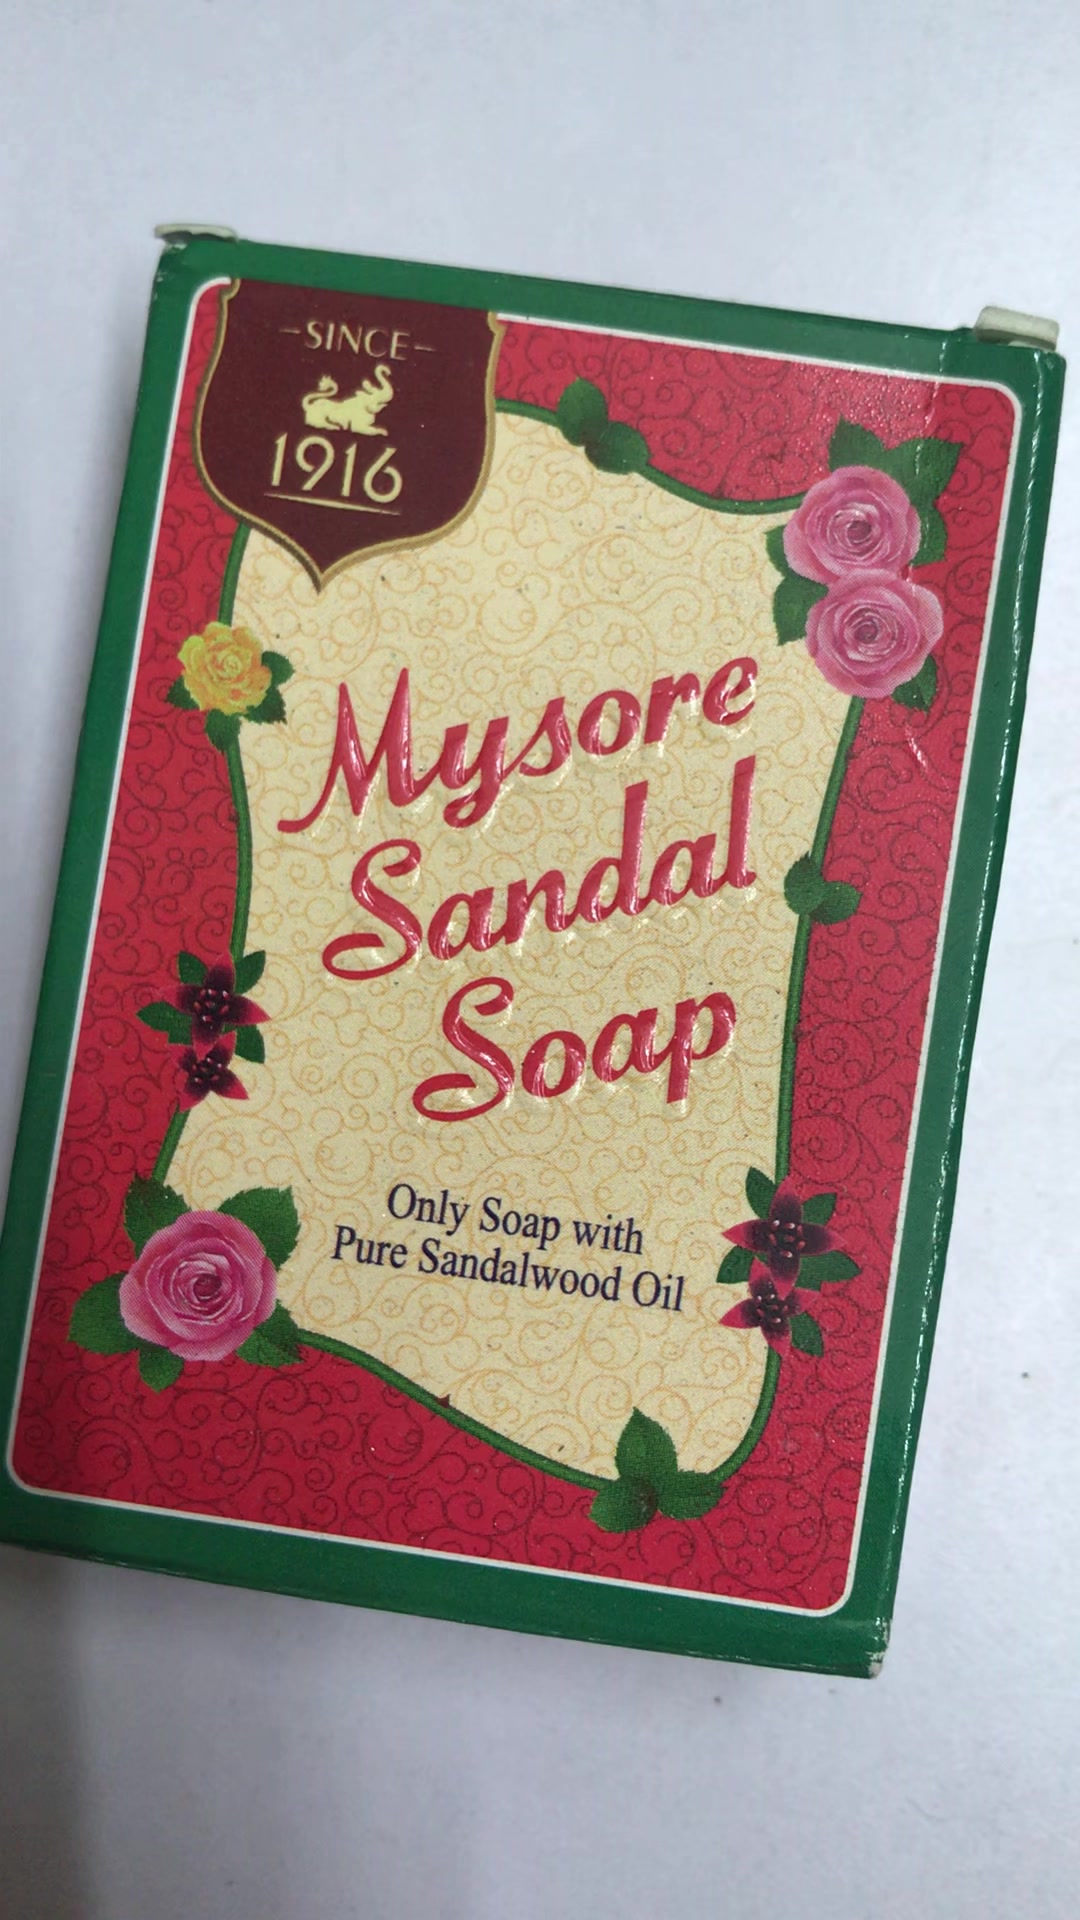 -SINCE-
1916
Mysore
Sandal
Soap
Only Soap with
Pure Sandalwood Oil